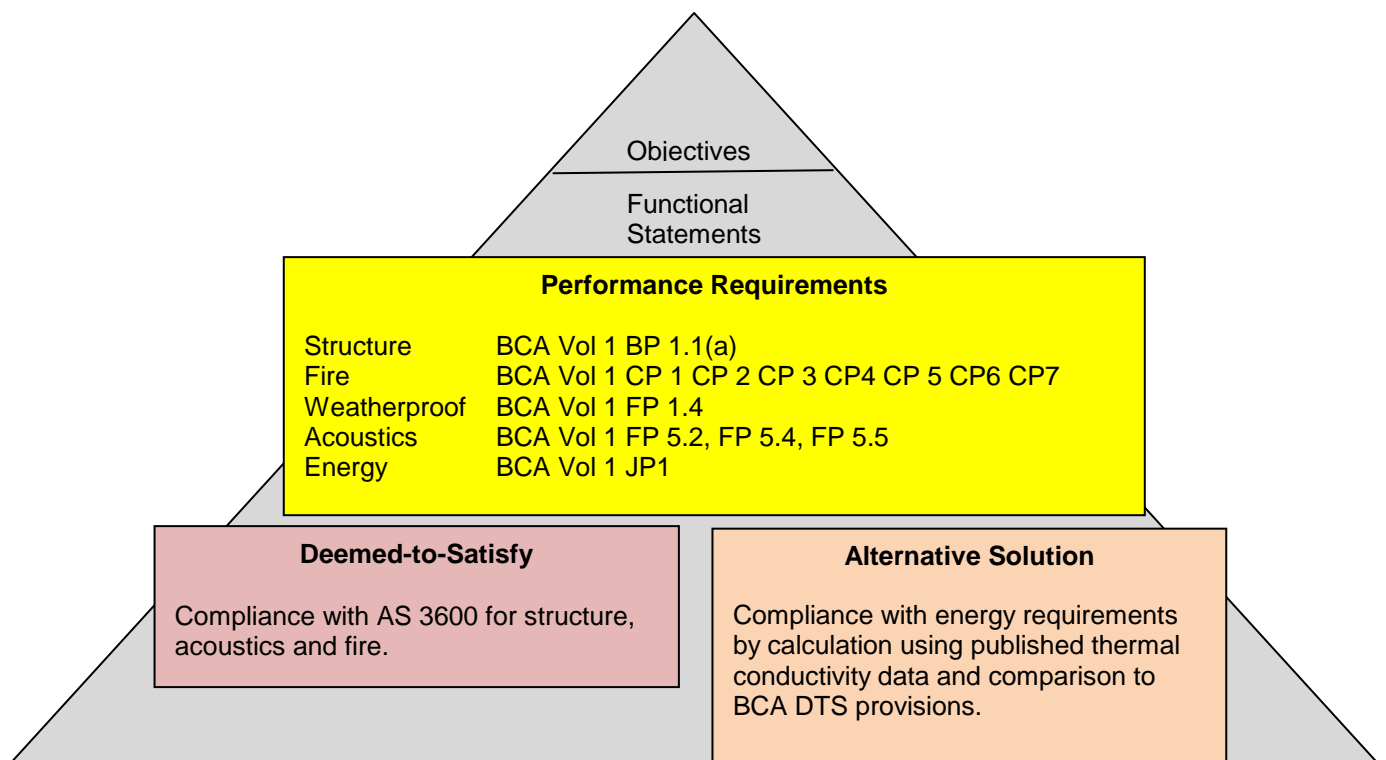 Objectives
Functional
Statements
Performance Requirements
Structure BCA Vol 1 BP 1.1(a)
Fire BCA Vol 1 CP 1 CP 2 CP 3 CP4 CP 5 CP6 CP7
Weatherproof BCA Vol 1 FP 1.4
Acoustics BCA Vol 1 FP 5.2, FP 5.4, FP 5.5
Energy BCA Vol 1 JP1
Deemed-to-Satisfy
Compliance with AS 3600 for structure,
acoustics and fire.
Alternative Solution
Compliance with energy requirements
by calculation using published thermal
conductivity data and comparison to
BCA DTS provisions.